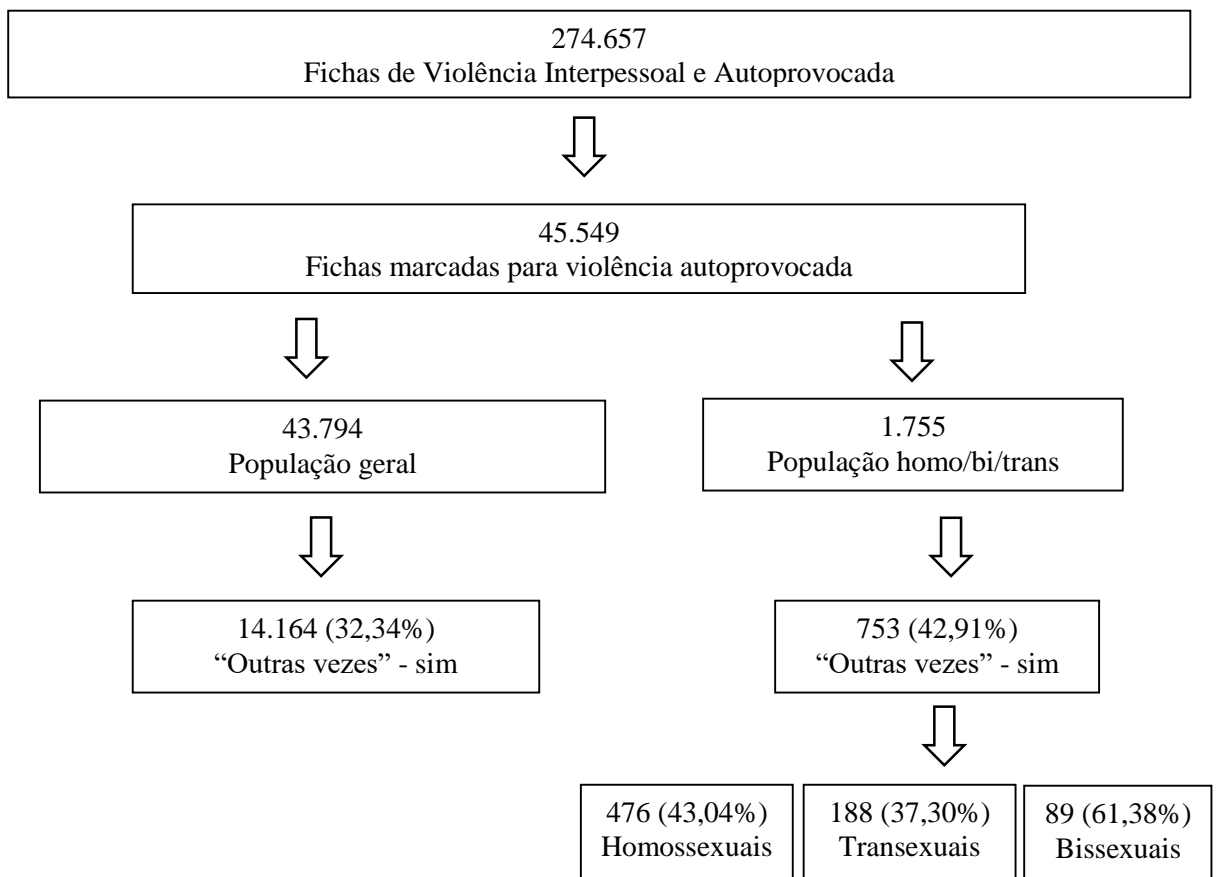 274.657
Fichas de Violência Interpessoal e Autoprovocada
45.549
Fichas marcadas para violência autoprovocada
43.794
População geral
1.755
População homo/bi/trans
14.164 (32,34%)
“Outras vezes” - sim
753 (42,91%)
“Outras vezes” - sim
476 (43,04%)
Homossexuais
188 (37,30%)
Transexuais
89 (61,38%)
Bissexuais